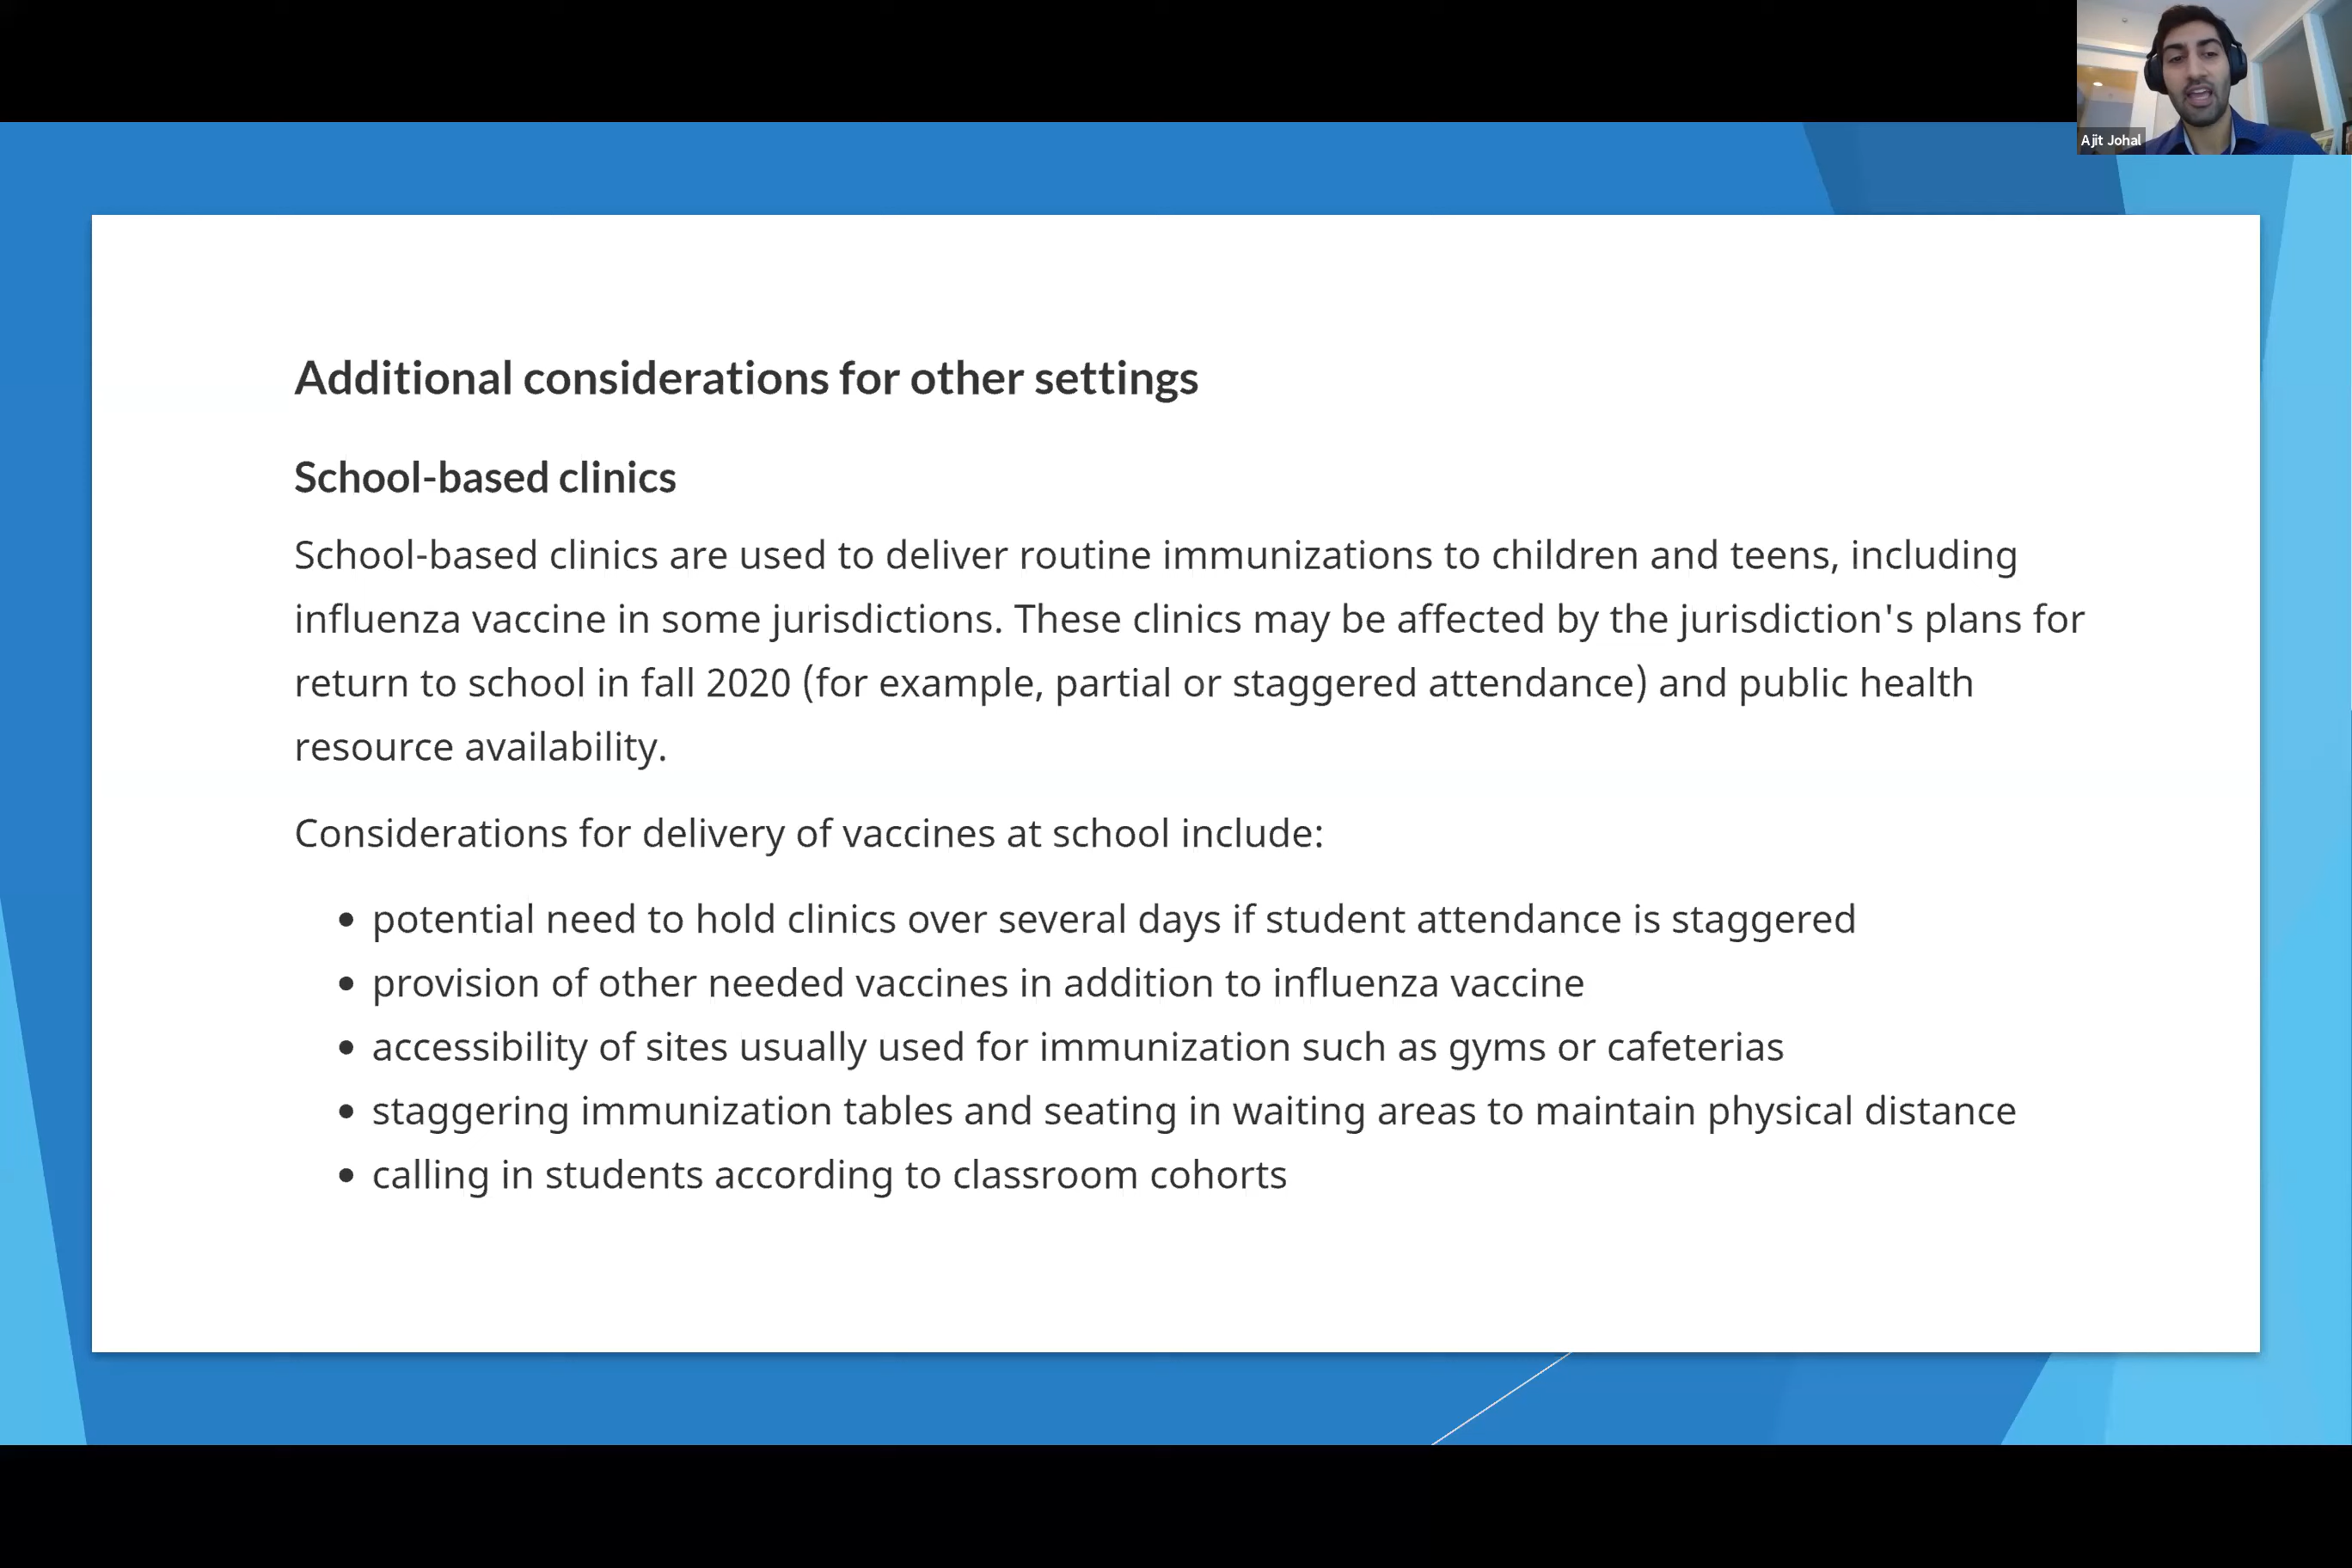 Ajit Johal
Additional considerations for other settings
School-based clinics
School-based clinics are used to deliver routine immunizations to children and teens, including
influenza vaccine in some jurisdictions. These clinics may be affected by the jurisdiction's plans for
return to school in fall 2020 (for example, partial or staggered attendance) and public health
resource availability.
Considerations for delivery of vaccines at school include:
• potential need to hold clinics over several days if student attendance is staggered
• provision of other needed vaccines in addition to influenza vaccine
• accessibility of sites usually used for immunization such as gyms or cafeterias
• staggering immunization tables and seating in waiting areas to maintain physical distance
• calling in students according to classroom cohorts